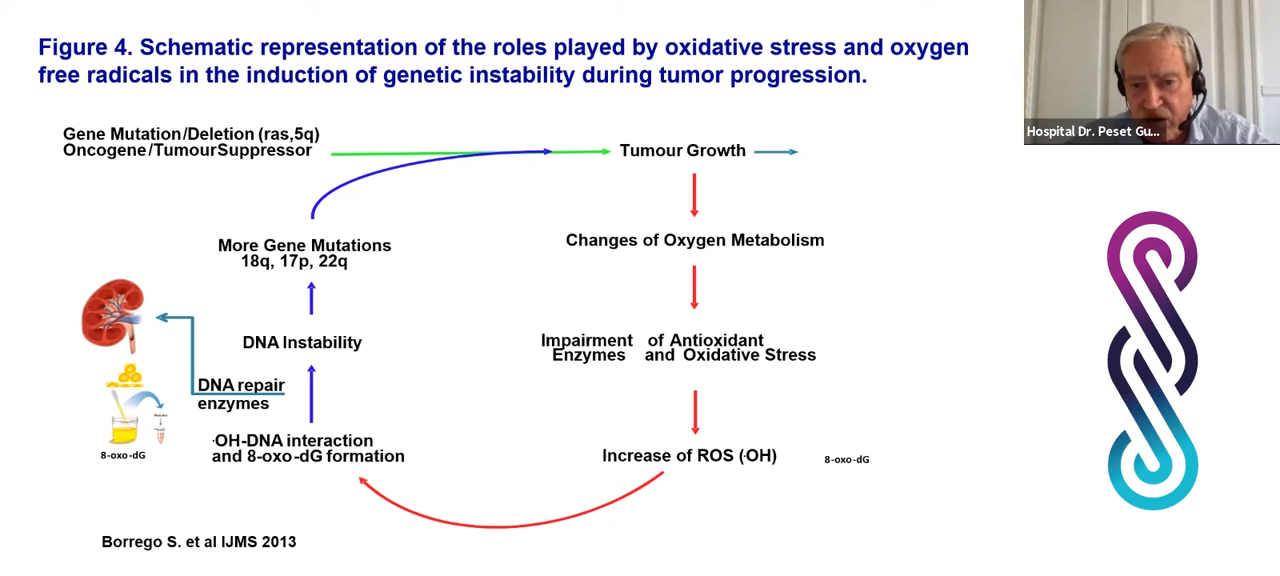 Figure 4. Schematic representation of the roles played by oxidative stress and oxygen
free radicals in the induction of genetic instability during tumor progression.
Hospital Dr. Peset Gu...
Gene Mutation/Deletion (ras,5q)
Oncogene/TumourSuppressor
Tumour Growth
More Gene Mutations
18q, 17p, 22q
Changes of Oxygen Metabolism
DNA Instability
Impairment of Antioxidant
Enzymes and Oxidative Stress
DNA repair
enzymes
·OH-DNA interaction
and 8-oxo-dG formation
8-oxo-dG
Increase of ROS (·OH)
8-oxo-dG
Borrego S. et al IJMS 2013